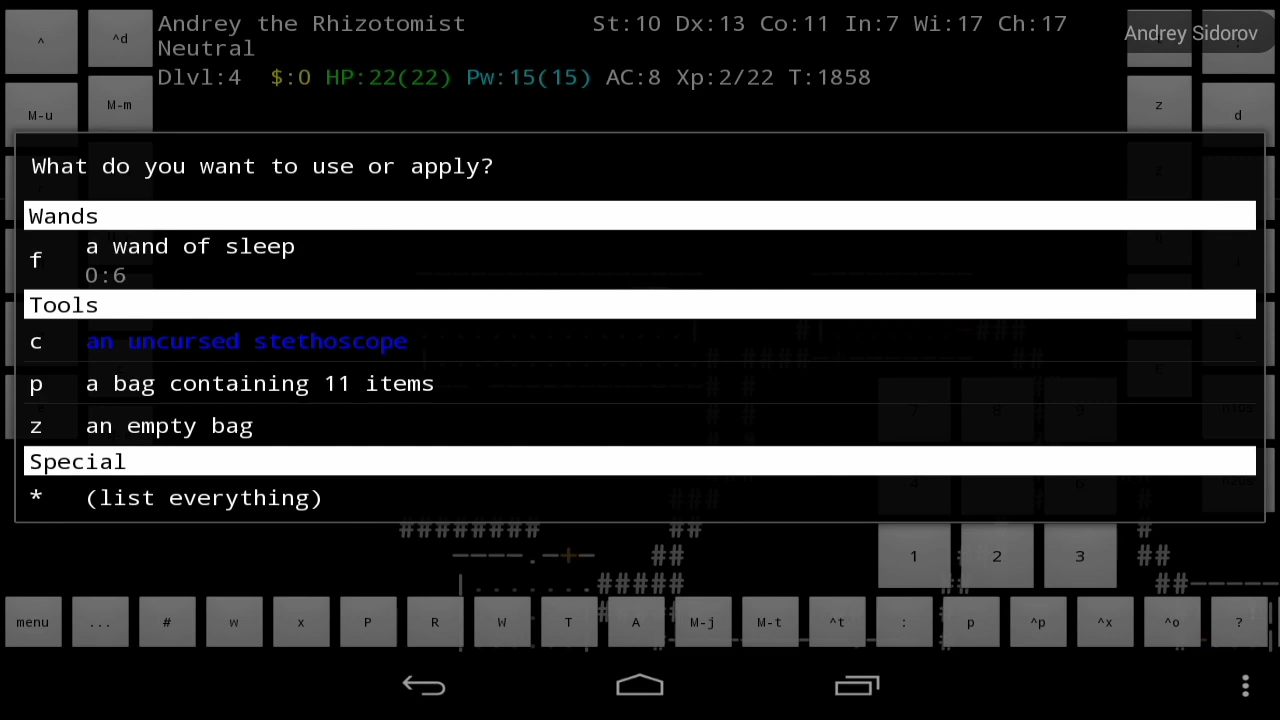 Andrey the Rhizotomist St:10 Dx:13 Co:11 In:7 Wi:17 Ch:17
Andrey Sidorov
Neutral
Dlvl:4 $:0 HP:22(22) Pw:15(15) AC:8 Xp:2/22 T:1858
^ ^d
M-u M-m
z d
What do you want to use or apply?
Wands
f a wand of sleep
0:6
Tools
c an uncursed stethoscope
p a bag containing 11 items
z an empty bag
Special
* (list everything)
1 2 3
menu ... # w x P R W T A M-j M-t ^t : p ^p ^x ^o ?